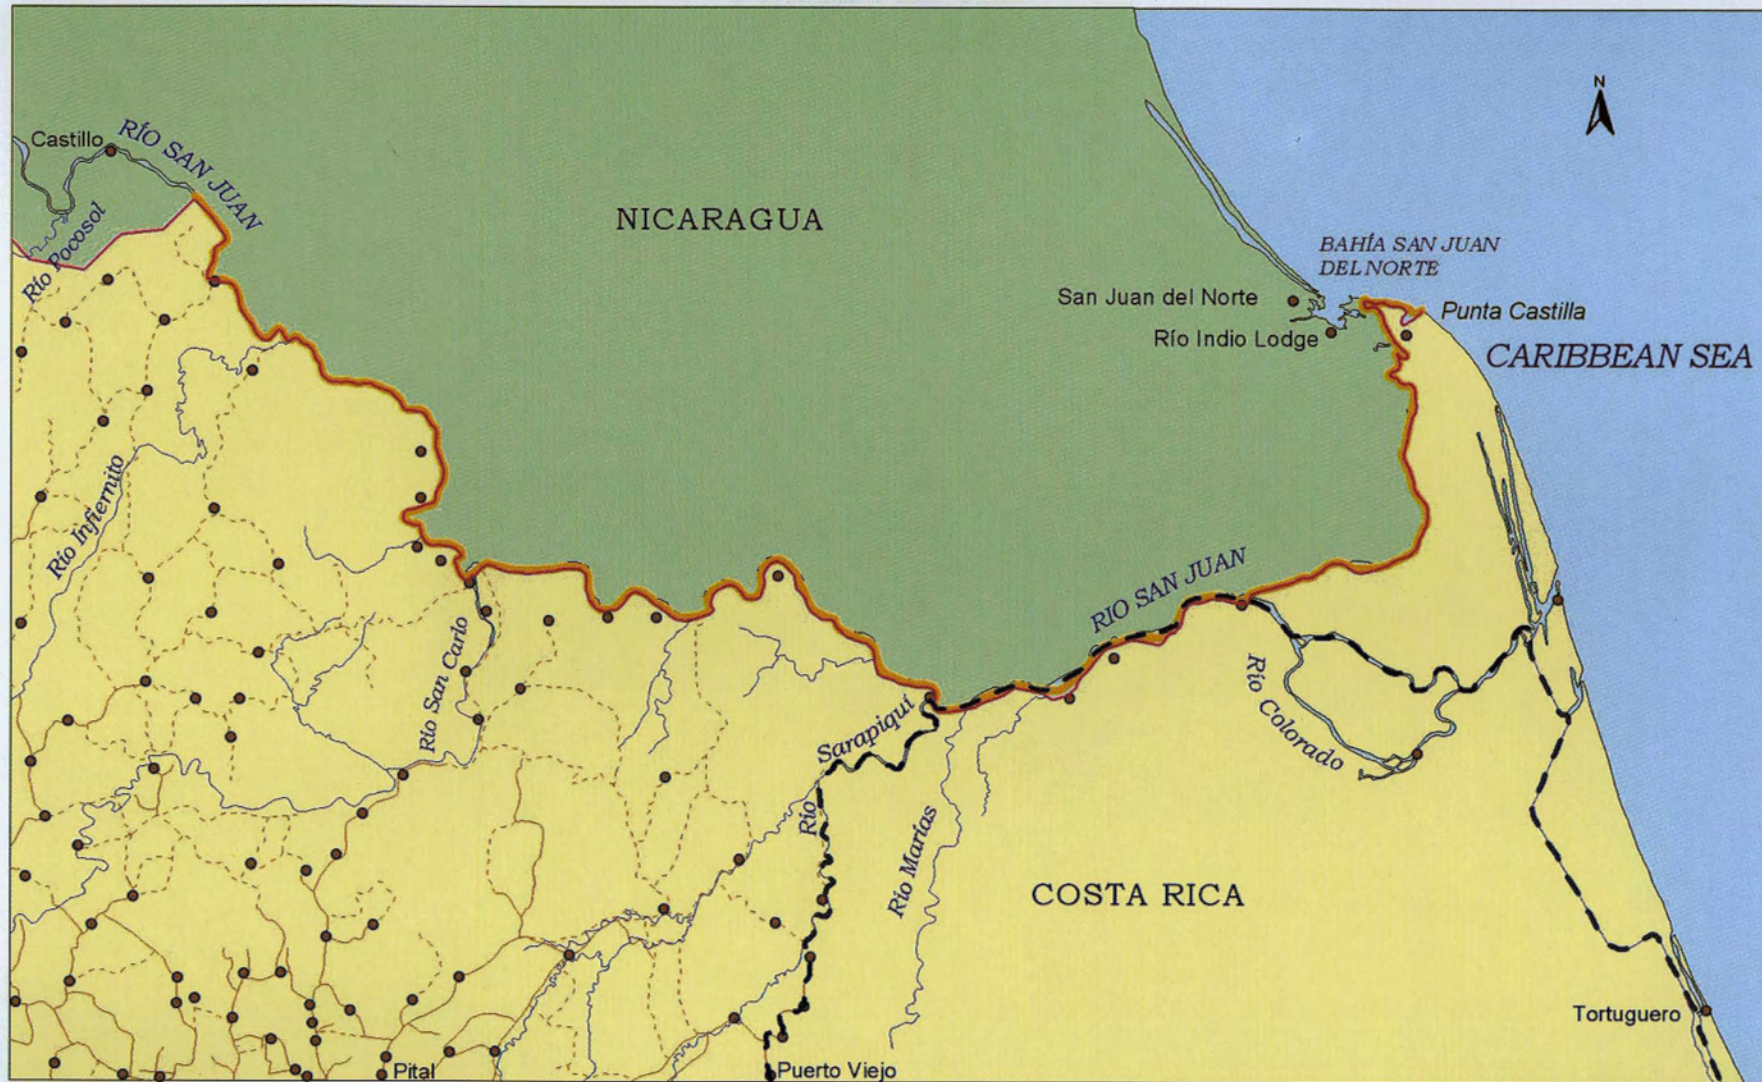 N
Castillo
RÍO SAN JUAN
Río Pocosol
NICARAGUA
BAHÍA SAN JUAN
DEL NORTE
San Juan del Norte
Punta Castilla
Río Indio Lodge
CARIBBEAN SEA
Río Infiernito
RIO SAN JUAN
Río San Carlo
Río Colorado
Sarapiquí
Río
Río Marías
COSTA RICA
Tortuguero
Pital
Puerto Viejo